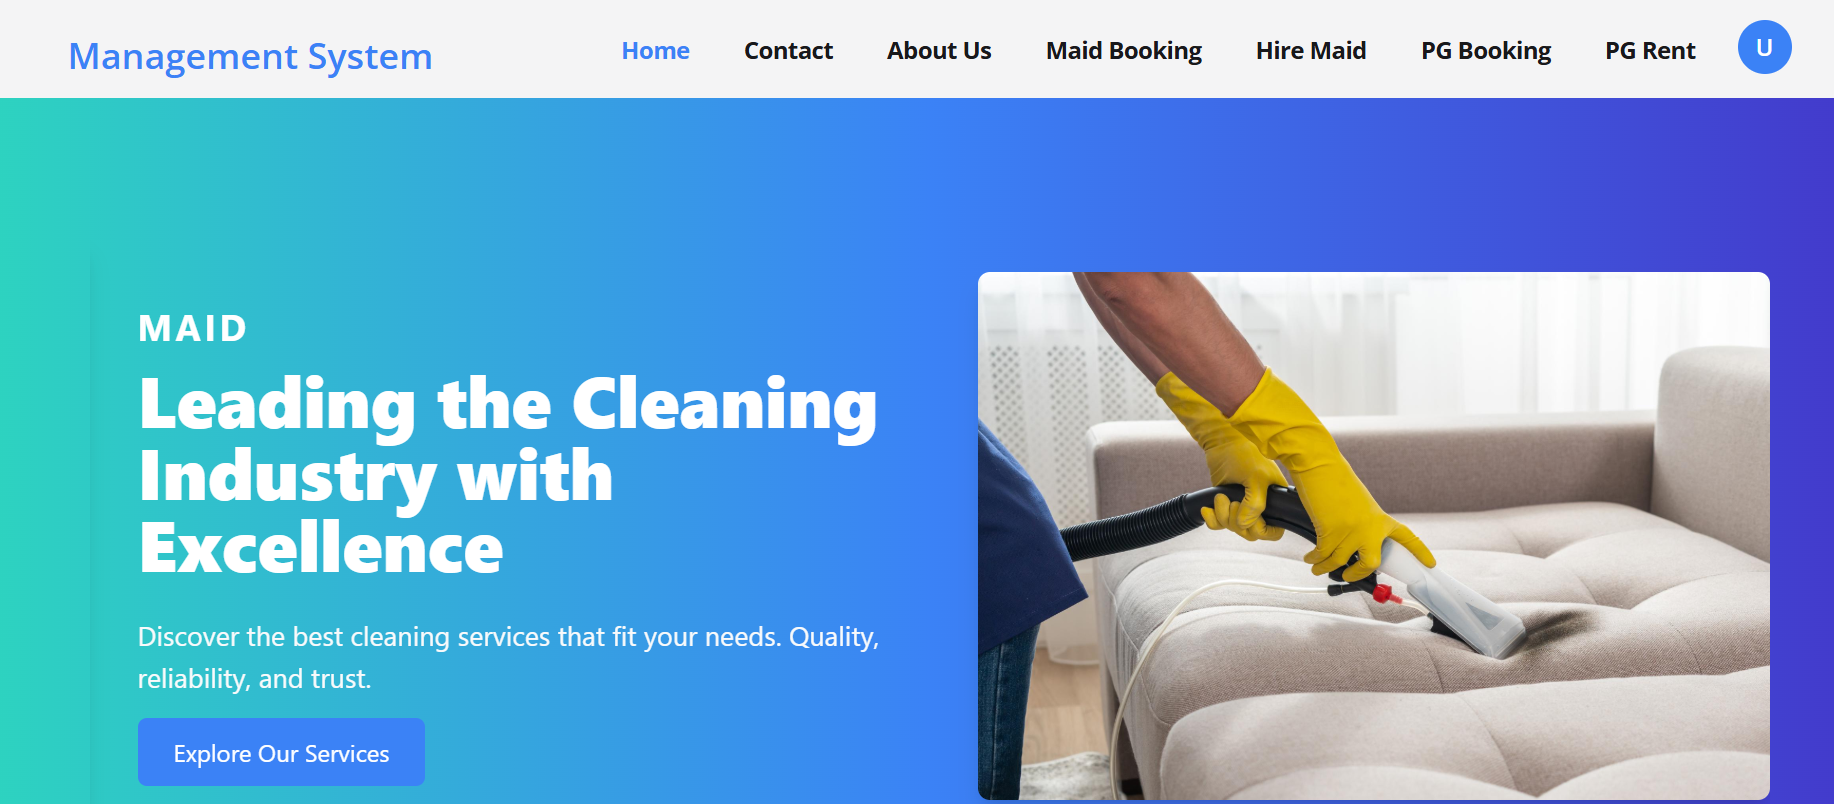 Management System
Home Contact About Us Maid Booking Hire Maid PG Booking PG Rent U
MAID
Leading the Cleaning
Industry with
Excellence
Discover the best cleaning services that fit your needs. Quality,
reliability, and trust.
Explore Our Services